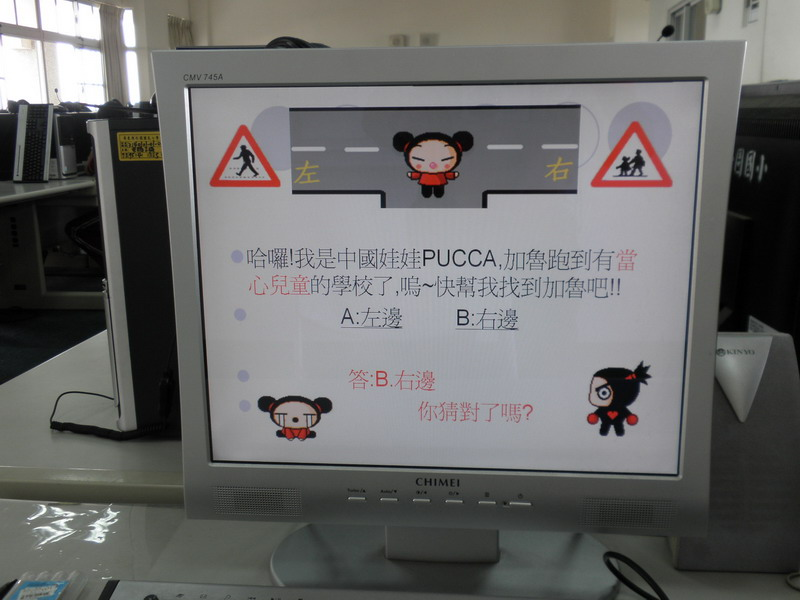 CMV 745A
左
右
哈囉!我是中國娃娃PUCCA,加魯跑到有當
心兒童的學校了,嗚~快幫我找到加魯吧!!
A:左邊 B:右邊
答:B.右邊
你猜對了嗎?
CHIMEI
KINYO